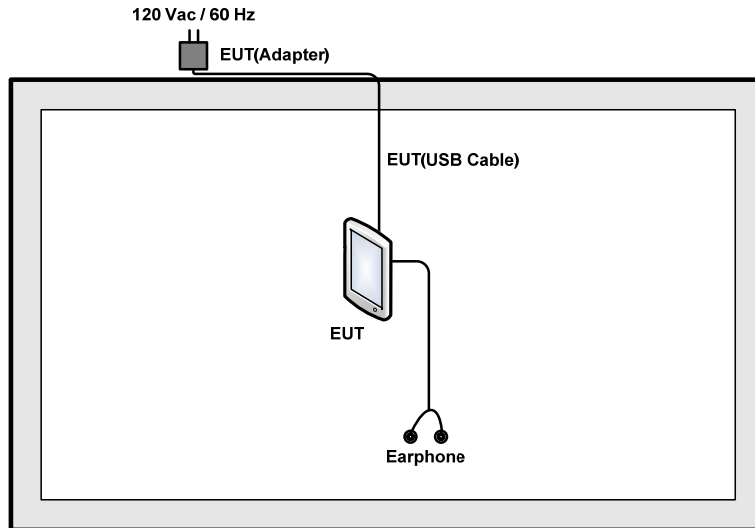 120 Vac / 60 Hz
EUT(Adapter)
EUT(USB Cable)
EUT
Earphone